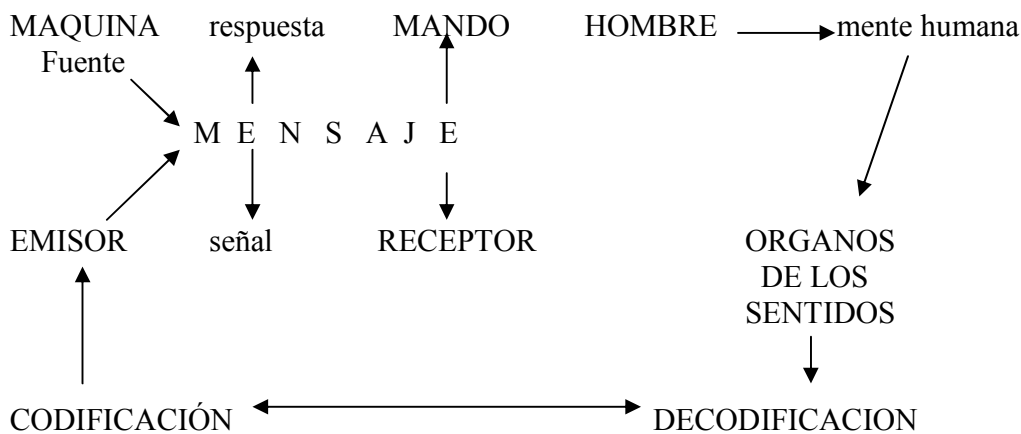 MAQUINA respuesta MANDO HOMBRE mente humana
Fuente
M E N S A J E
EMISOR señal RECEPTOR ORGANOS
DE LOS
SENTIDOS
CODIFICACIÓN DECODIFICACION